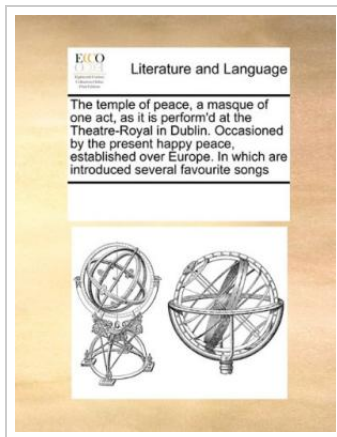 ECCO
Literature and Language
The temple of peace, a masque of
one act, as it is perform'd at the
Theatre-Royal in Dublin. Occasioned
by the present happy peace,
established over Europe. In which are
introduced several favourite songs